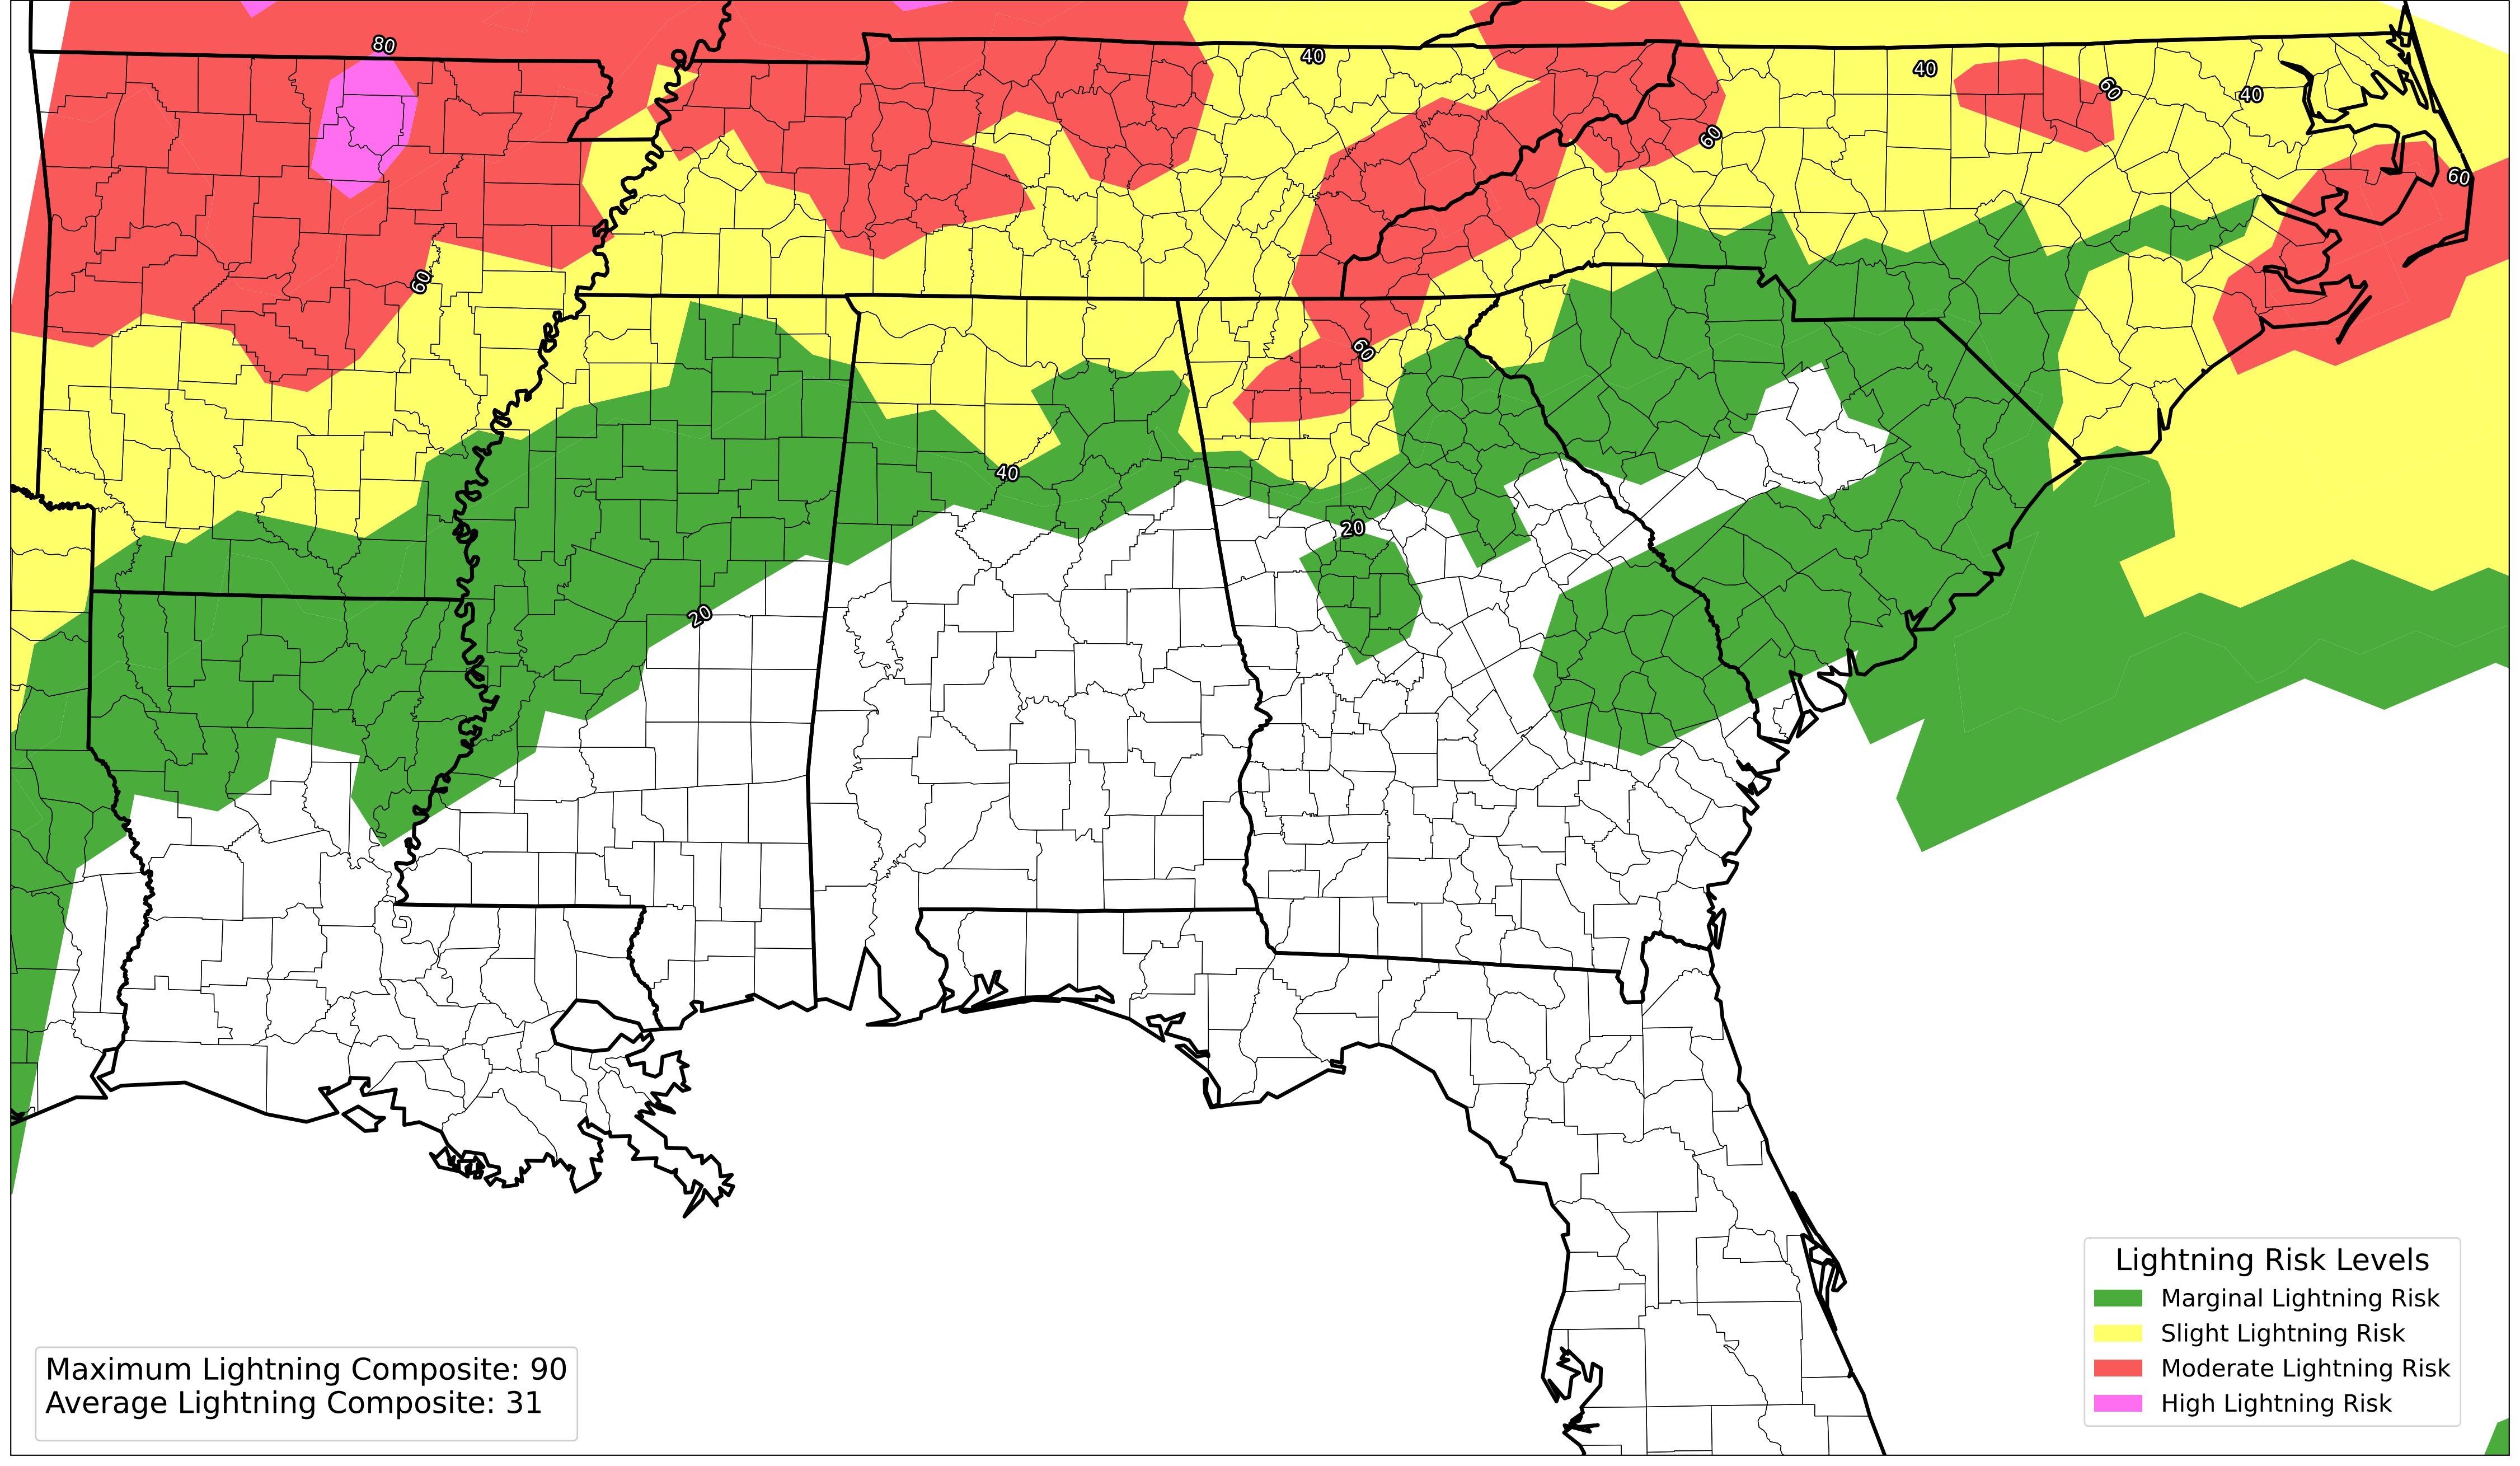 80
40
40
60
40
60
60
60
60
40
20
20
Lightning Risk Levels
Marginal Lightning Risk
Slight Lightning Risk
Moderate Lightning Risk
High Lightning Risk
Maximum Lightning Composite: 90
Average Lightning Composite: 31